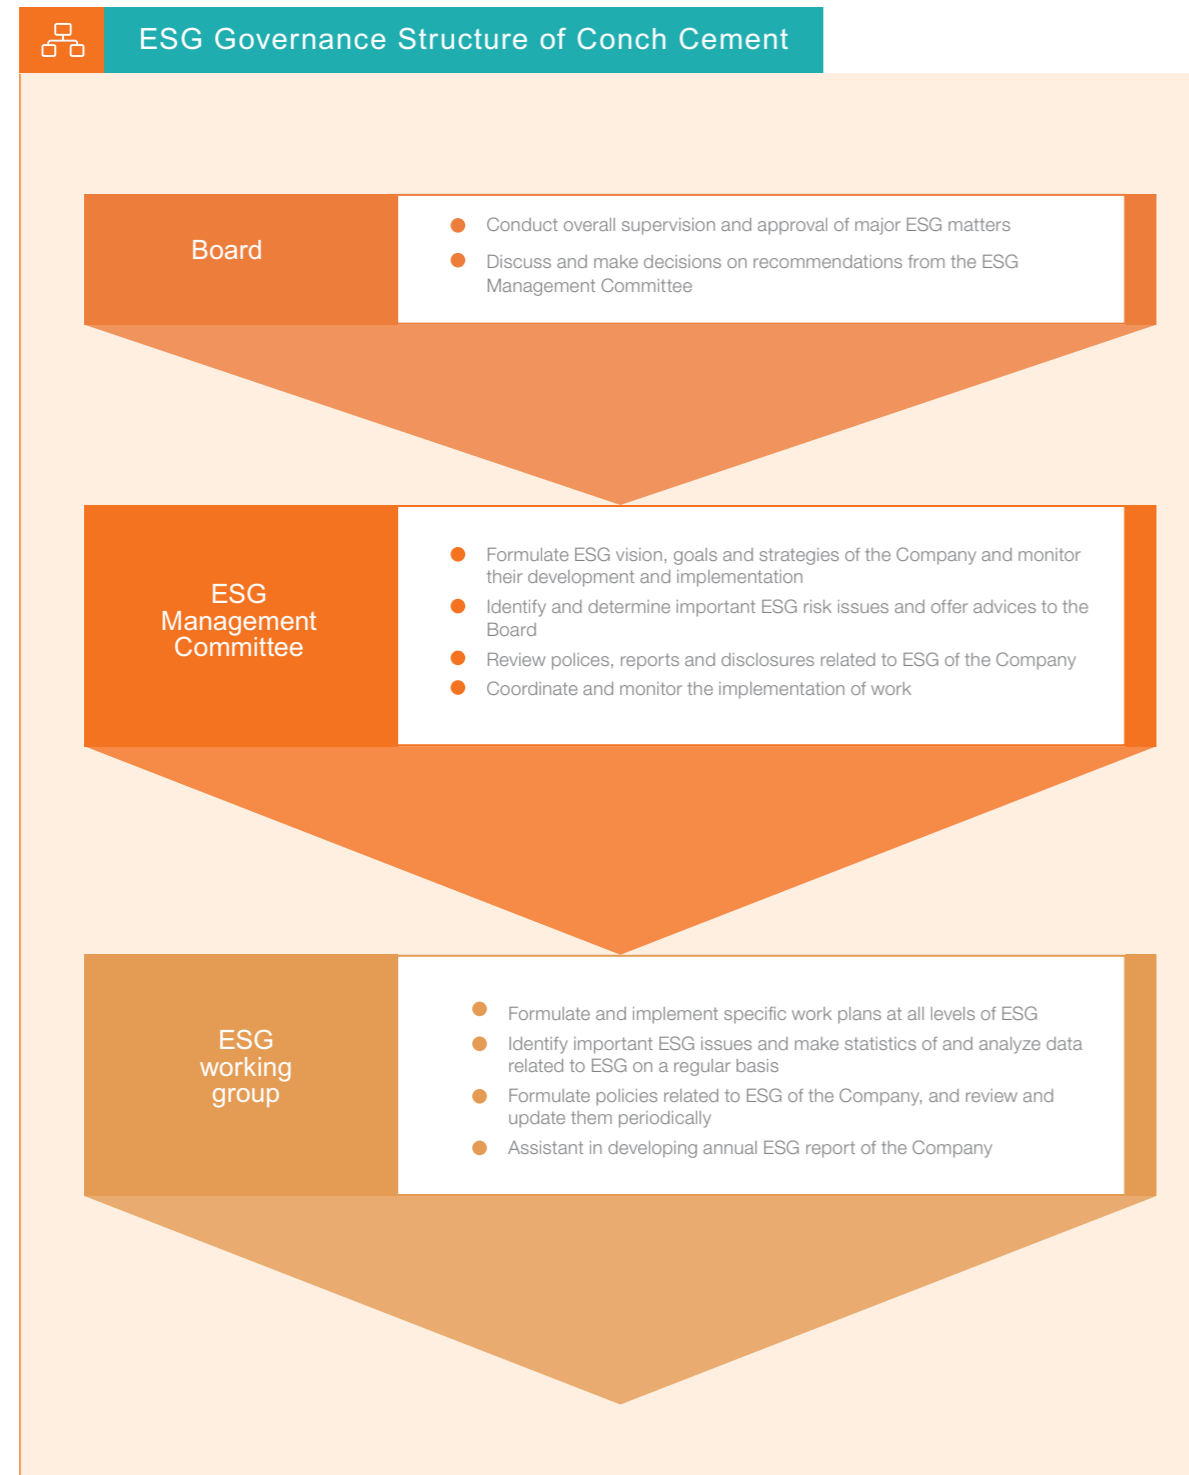 ESG Governance Structure of Conch Cement
Board
Conduct overall supervision and approval of major ESG matters
Discuss and make decisions on recommendations from the ESG
Management Committee
ESG
Management
Committee
Formulate ESG vision, goals and strategies of the Company and monitor
their development and implementation
Identify and determine important ESG risk issues and offer advices to the
Board
Review polices, reports and disclosures related to ESG of the Company
Coordinate and monitor the implementation of work
ESG
working
group
Formulate and implement specific work plans at all levels of ESG
Identify important ESG issues and make statistics of and analyze data
related to ESG on a regular basis
Formulate policies related to ESG of the Company, and review and
update them periodically
Assistant in developing annual ESG report of the Company